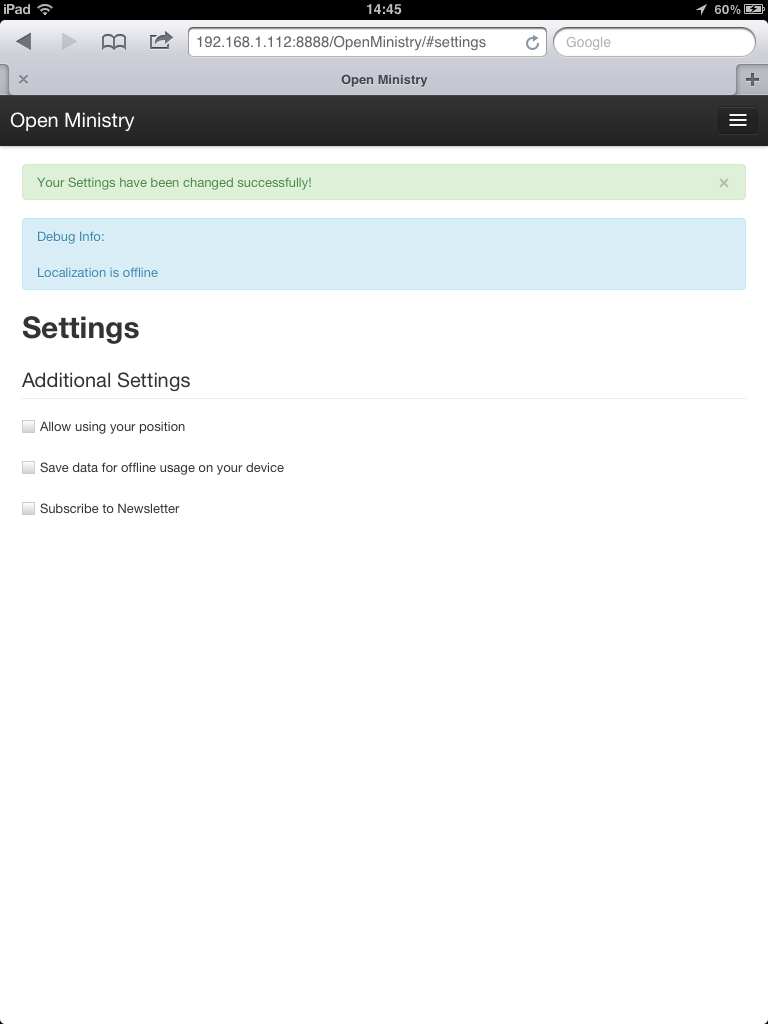 iPad 14:45 60%
192.168.1.112:8888/OpenMinistry/#settings Google
Open Ministry
Open Ministry
Your Settings have been changed successfully! ×
Debug Info:
Localization is offline
Settings
Additional Settings
Allow using your position
Save data for offline usage on your device
Subscribe to Newsletter